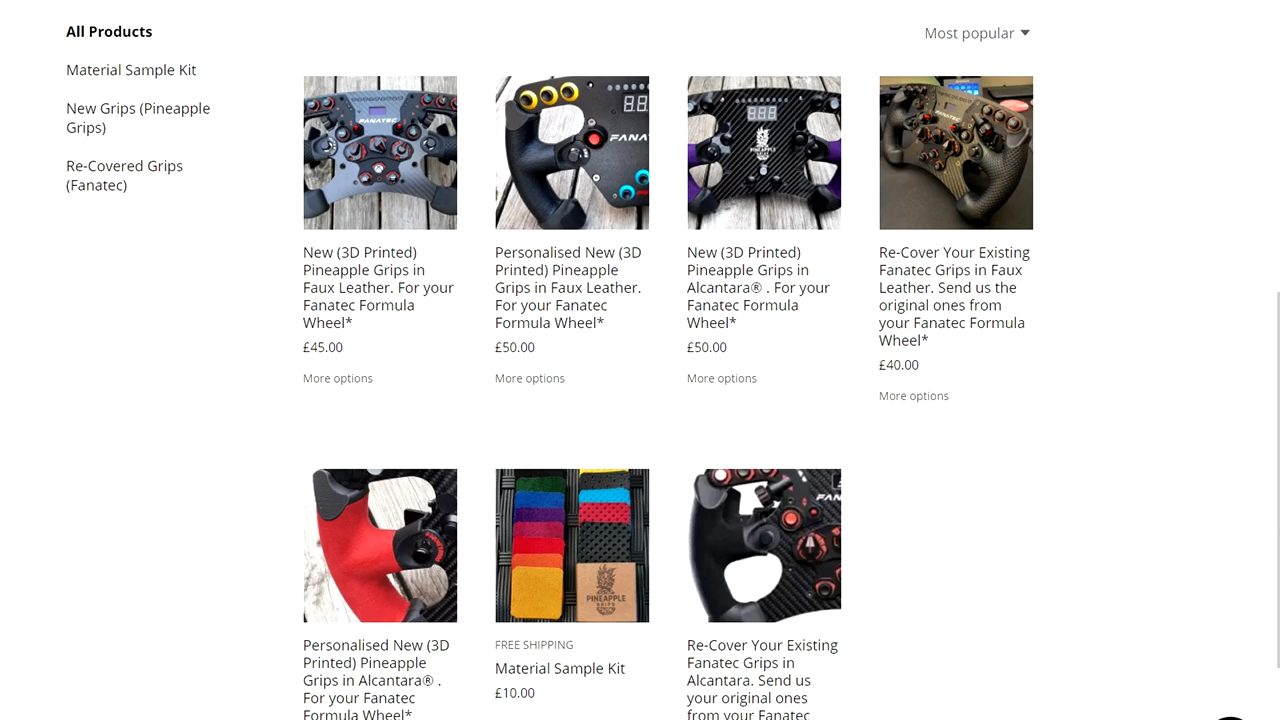 All Products
Most popular
Material Sample Kit
New Grips (Pineapple
Grips)
Re-Covered Grips
(Fanatec)
FANATEC
FANAT
PINEAPPLE
New (3D Printed)
Pineapple Grips in
Faux Leather. For your
Fanatec Formula
Wheel*
£45.00
More options
Personalised New (3D
Printed) Pineapple
Grips in Faux Leather.
For your Fanatec
Formula Wheel*
£50.00
More options
New (3D Printed)
Pineapple Grips in
Alcantara® . For your
Fanatec Formula
Wheel*
£50.00
More options
Re-Cover Your Existing
Fanatec Grips in Faux
Leather. Send us the
original ones from
your Fanatec Formula
Wheel*
£40.00
More options
PINEAPPLE
GRIPS
FAN
Personalised New (3D
Printed) Pineapple
Grips in Alcantara® .
For your Fanatec
Formula Wheel*
FREE SHIPPING
Material Sample Kit
£10.00
Re-Cover Your Existing
Fanatec Grips in
Alcantara. Send us
your original ones
from your Fanatec